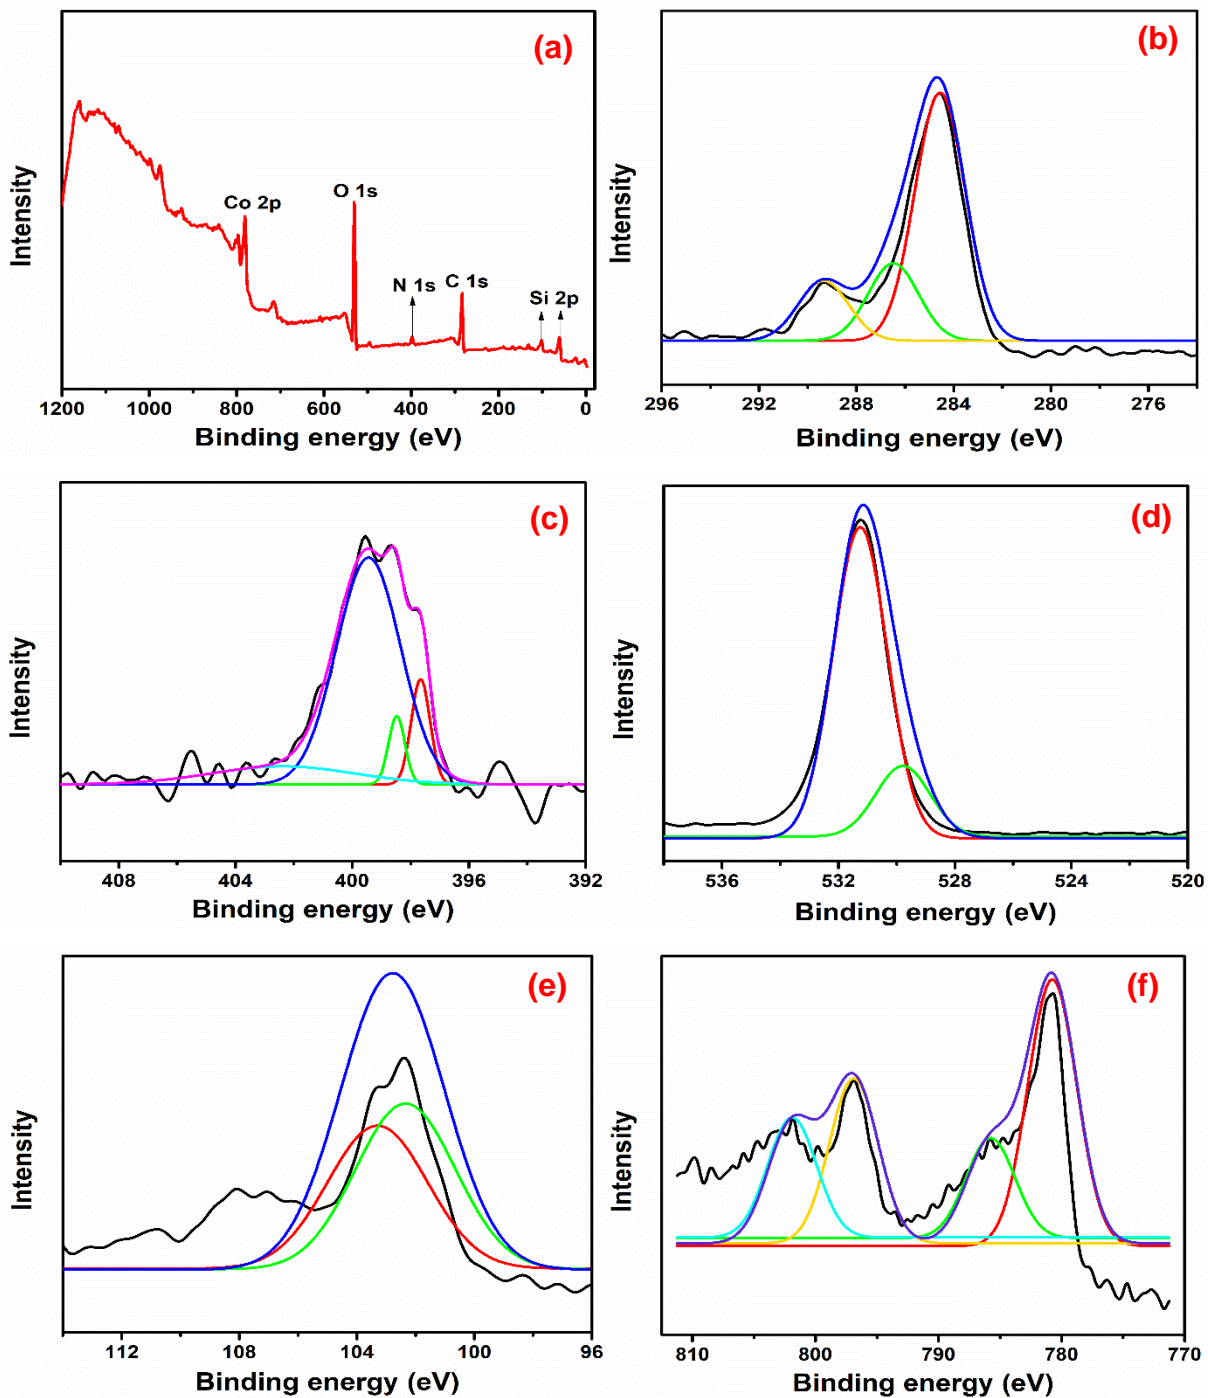 (a)
Intensity
Co 2p
O 1s
N 1s
C 1s
Si 2p
1200 1000 800 600 400 200 0
Binding energy (eV)
(b)
Intensity
296 292 288 284 280 276
Binding energy (eV)
(c)
Intensity
408 404 400 396 392
Binding energy (eV)
(d)
Intensity
536 532 528 524 520
Binding energy (eV)
(e)
Intensity
112 108 104 100 96
Binding energy (eV)
(f)
Intensity
810 800 790 780 770
Binding energy (eV)